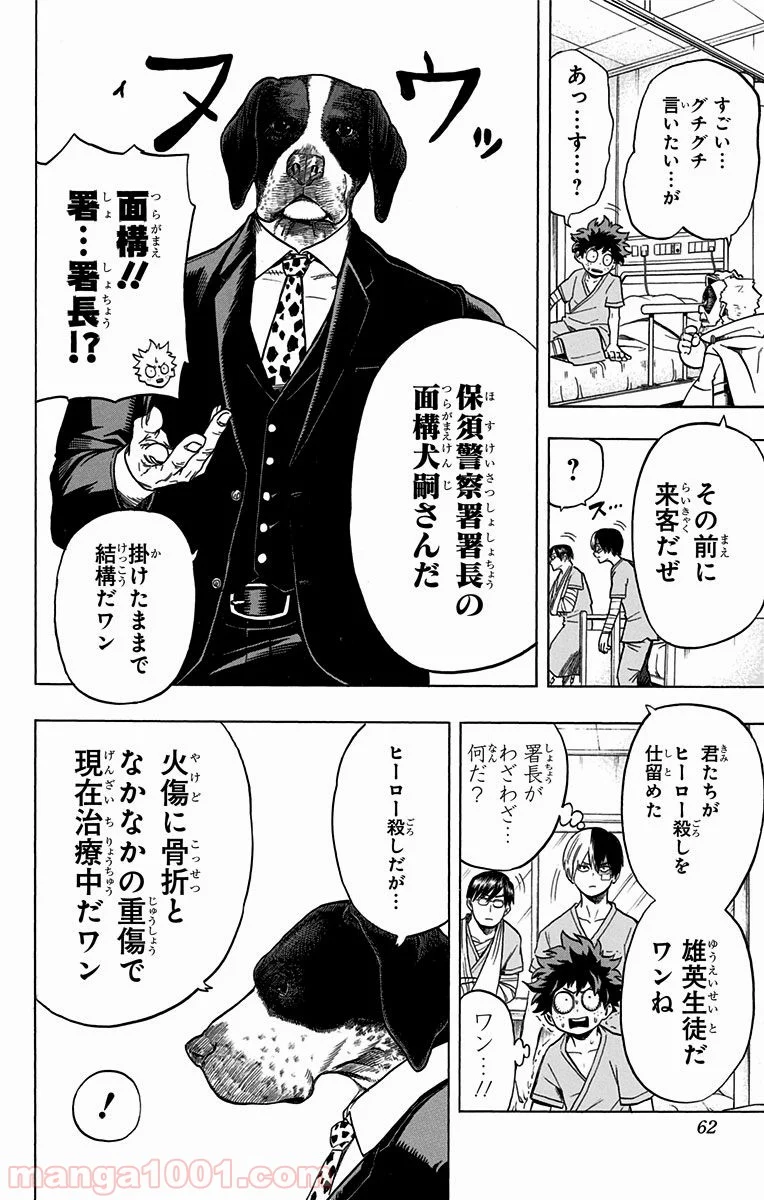 すごい…
グチグチ
言いたい…が
あっ…す…？
その前に
来客だぜ
？
ス…
ヌウッ
保須警察署署長の
面構犬嗣さんだ
面構！！
署…署長！？
掛けたままで
結構だワン
君たちが
ヒーロー殺しを
仕留めた
雄英生徒だ
ワンね
署長が
わざわざ…
何だ？
ワン…！！
ヒーロー殺しだが…
火傷に骨折と
なかなかの重傷で
現在治療中だワン
！
62
manga1001.com